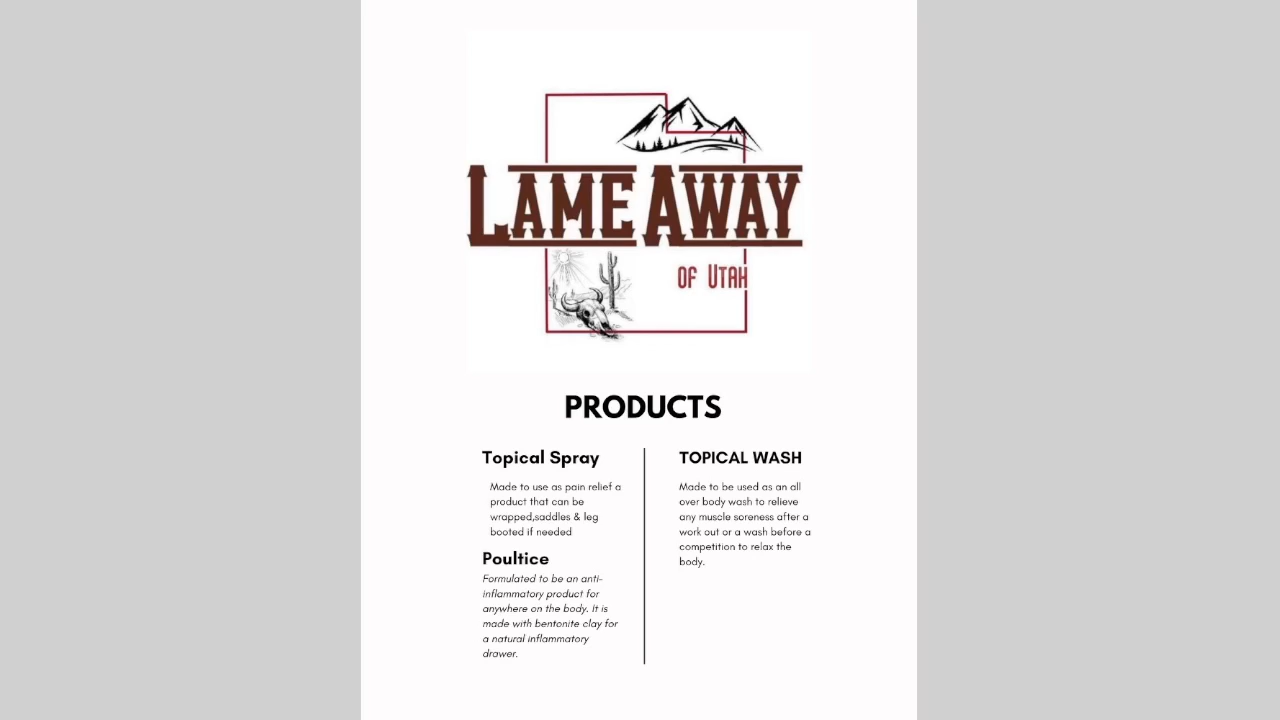 LAME AWAY
OF UTAH
PRODUCTS
Topical Spray
Made to use as pain relief a
product that can be
wrapped,saddles & leg
booted if needed
Poultice
Formulated to be an anti-
inflammatory product for
anywhere on the body. It is
made with bentonite clay for
a natural inflammatory
drawer.
TOPICAL WASH
Made to be used as an all
over body wash to relieve
any muscle soreness after a
work out or a wash before a
competition to relax the
body.